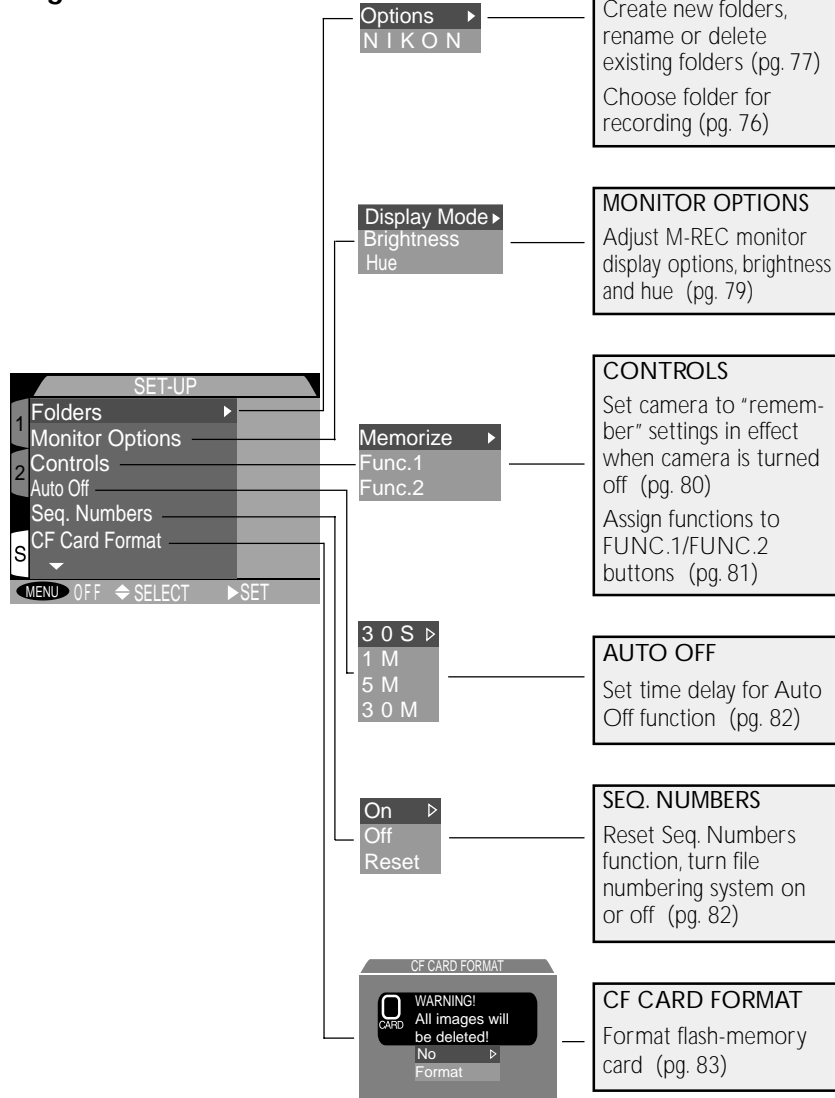 Options
N I K O N
Create new folders,
rename or delete
existing folders (pg. 77)
Choose folder for
recording (pg. 76)
Display Mode
Brightness
Hue
MONITOR OPTIONS
Adjust M-REC monitor
display options, brightness
and hue (pg. 79)
SET-UP
1
Folders
Monitor Options
2
Controls
Auto Off
Seq. Numbers
S
CF Card Format
MENU OFF SELECT SET
Memorize
Func.1
Func.2
CONTROLS
Set camera to "remem-
ber" settings in effect
when camera is turned
off (pg. 80)
Assign functions to
FUNC.1/FUNC.2
buttons (pg. 81)
3 0 S
1 M
5 M
3 0 M
AUTO OFF
Set time delay for Auto
Off function (pg. 82)
On
Off
Reset
SEQ. NUMBERS
Reset Seq. Numbers
function, turn file
numbering system on
or off (pg. 82)
CF CARD FORMAT
CARD
WARNING!
All images will
be deleted!
No
Format
CF CARD FORMAT
Format flash-memory
card (pg. 83)